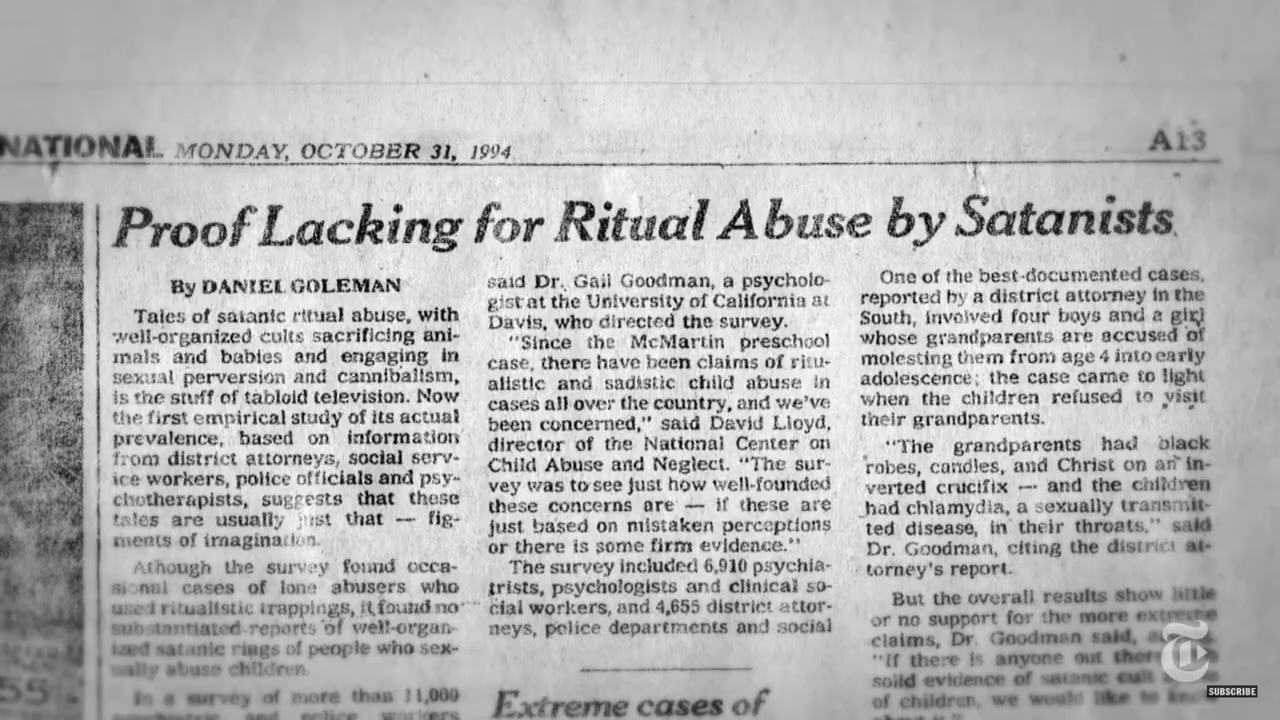 NATIONAL MONDAY, OCTOBER 31, 1994
A13
Proof Lacking for Ritual Abuse by Satanists
By DANIEL GOLEMAN
Tales of satanic ritual abuse, with
well-organized cults sacrificing ani-
mals and babies and engaging in
sexual perversion and cannibalism,
is the stuff of tabloid television. Now
the first empirical study of its actual
prevalence, based on information
from district attorneys, social serv-
ice workers, police officials and psy-
chotherapists, suggests that these
tales are usually just that — fig-
ments of imagination.
Athough the survey found occa-
sional cases of lone abusers who
used ritualistic trappings, it found no
substantiated reports of well-organ-
ized satanic rings of people who sex-
ually abuse children.
In a survey of more than 11,000
psychiatric and police workers
said Dr. Gail Goodman, a psycholo-
gist at the University of California at
Davis, who directed the survey.
"Since the McMartin preschool
case, there have been claims of ritu-
alistic and sadistic child abuse in
cases all over the country, and we've
been concerned," said David Lloyd,
director of the National Center on
Child Abuse and Neglect. "The sur-
vey was to see just how well-founded
these concerns are — if these are
just based on mistaken perceptions
or there is some firm evidence."
The survey included 6,910 psychia-
trists, psychologists and clinical so-
cial workers, and 4,655 district attor-
neys, police departments and social
Extreme cases of
One of the best-documented cases,
reported by a district attorney in the
South, involved four boys and a girl
whose grandparents are accused of
molesting them from age 4 into early
adolescence; the case came to light
when the children refused to visit
their grandparents.
"The grandparents had black
robes, candles, and Christ on an in-
verted crucifix — and the children
had chlamydia, a sexually transmit-
ted disease, in their throats," said
Dr. Goodman, citing the district at-
torney's report.
But the overall results show little
or no support for the more extreme
claims, Dr. Goodman said,
"If there is anyone out there
solid evidence of satanic cult
of children, we would like to know
about it."
55
T
SUBSCRIBE